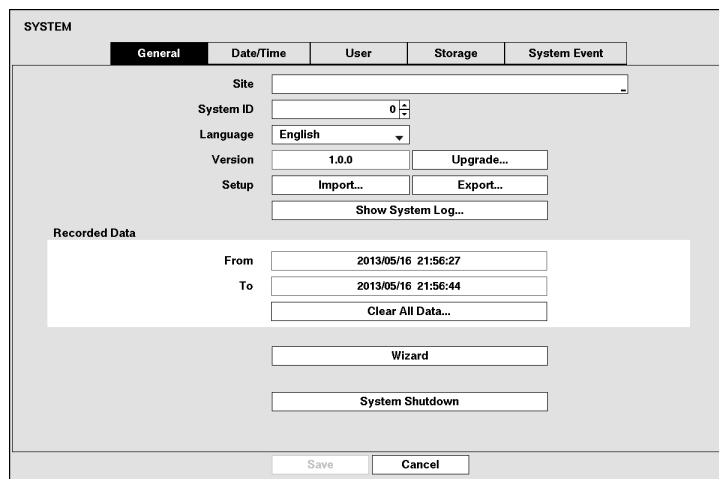 SYSTEM
General Date/Time User Storage System Event
Site
System ID 0
Language English
Version 1.0.0 Upgrade...
Setup Import... Export...
Show System Log...
Recorded Data
From 2013/05/16 21:56:27
To 2013/05/16 21:56:44
Clear All Data...
Wizard
System Shutdown
Save Cancel